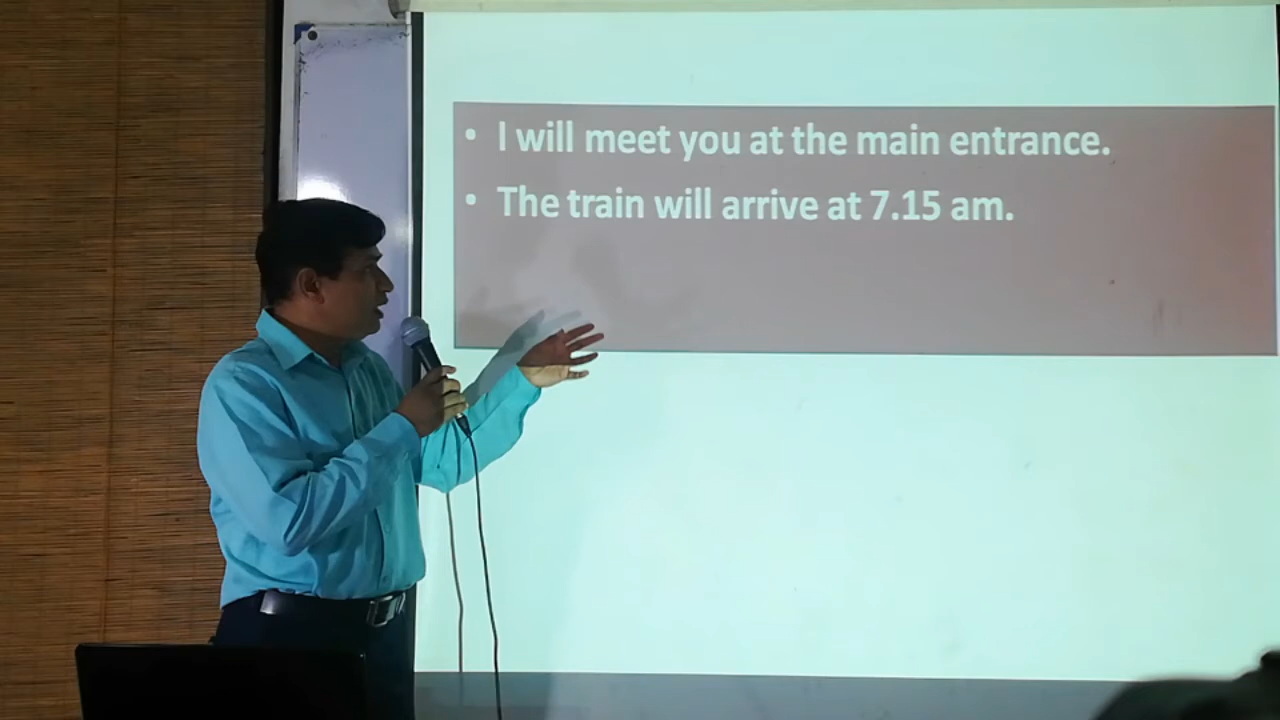 • I will meet you at the main entrance.
• The train will arrive at 7.15 am.